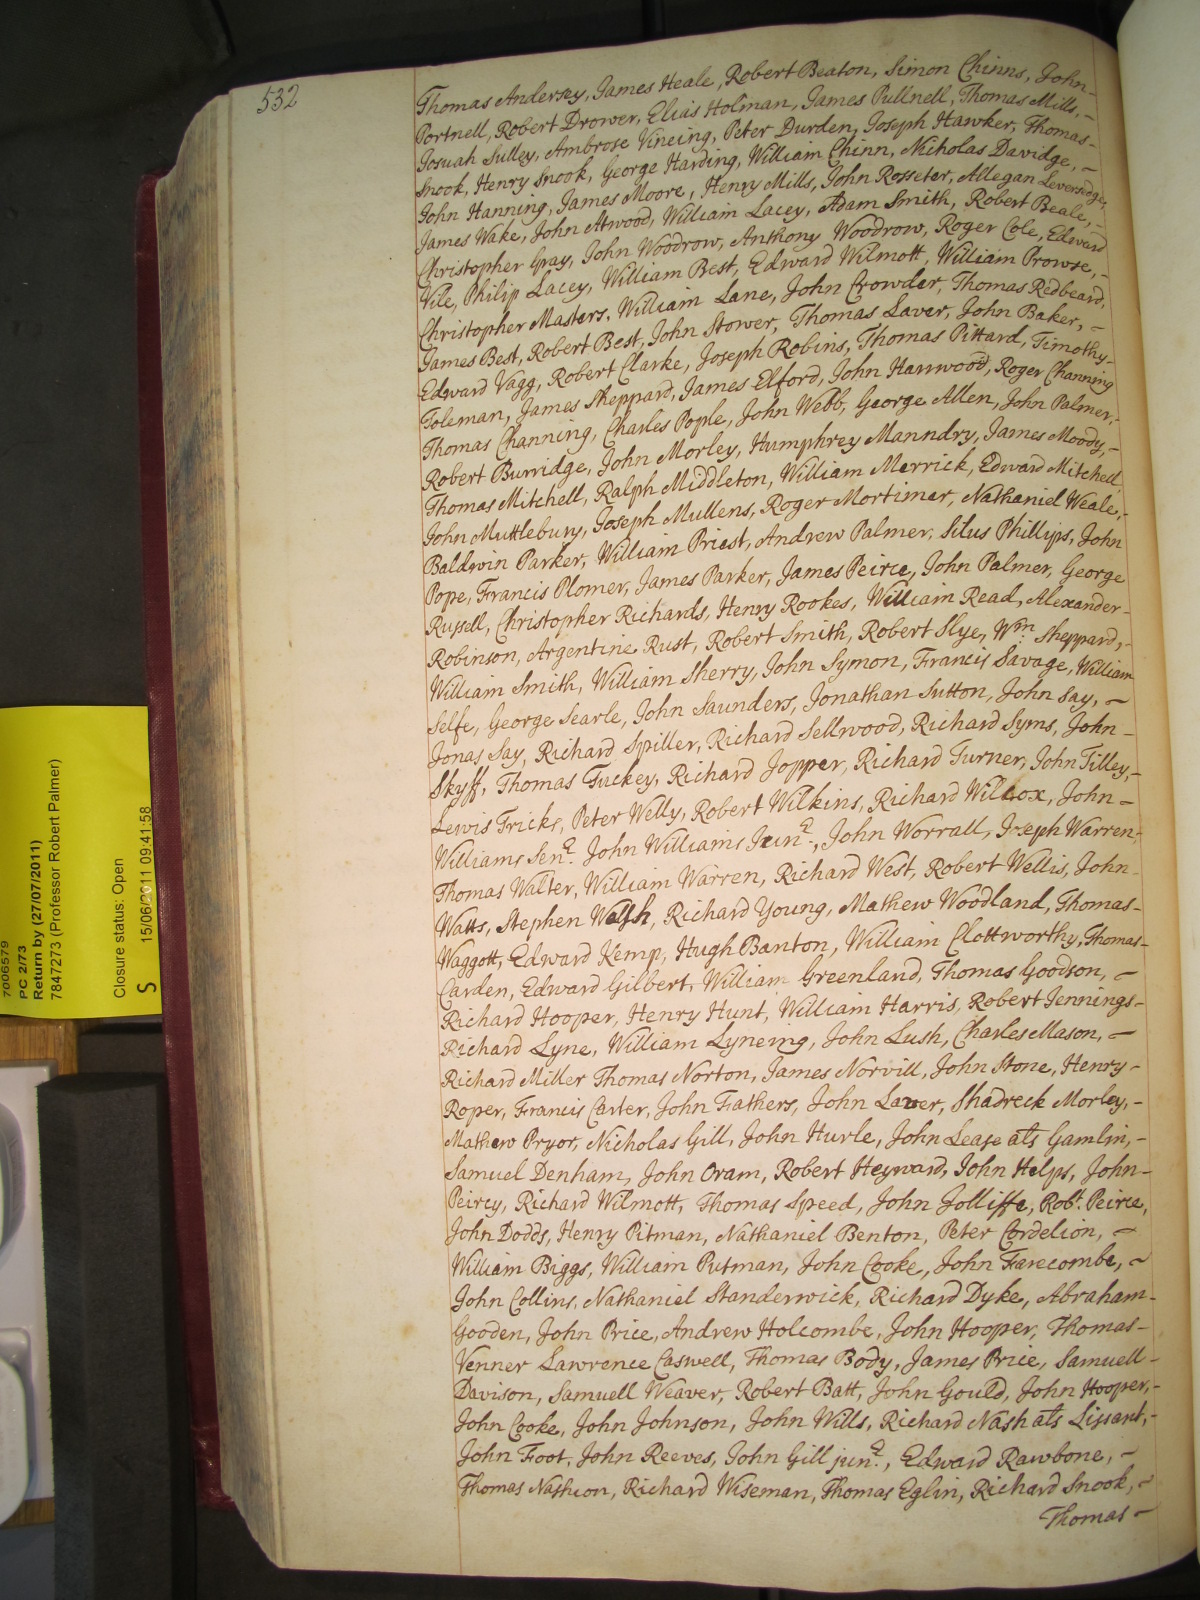 532
Thomas Andersey, James Heale, Robert Beaton, Simon Chinns, John-
Portnell, Robert Drower, Elias Holman, James Pullnell, Thomas Mills, -
Josuah Sulley, Ambrose Vineing, Peter Durden, Joseph Hawker, Thomas-
Snook, Henry Snook, George Harding, William Chinn, Nicholas Davidge, -
John Hanning, James Moore, Henry Mills, John Rosseter, Allegan Leversedge,
James Wake, John Atwood, William Lacey, Adam Smith, Robert Beale, -
Christopher Gray, John Woodrow, Anthony Woodrow, Roger Cole, Edward
Vile, Philip Lacey, William Best, Edward Wilmott, William Prowse, -
Christopher Masters, William Lane, John Crowder, Thomas Redbeard,
James Best, Robert Best, John Stower, Thomas Laver, John Baker, -
Edward Vagg, Robert Clarke, Joseph Robins, Thomas Pittard, Timothy-
Toleman, James Sheppard, James Elford, John Hanwood, Roger Channing
Thomas Channing, Charles Pople, John Webb, George Allen, John Palmer, -
Robert Burridge, John Morley, Humphrey Manndry, James Moody, -
Thomas Mitchell, Ralph Middleton, William Merrick, Edward Mitchell
John Muttlebury, Joseph Mullens, Roger Mortimer, Nathaniel Weale, -
Baldwin Parker, William Priest, Andrew Palmer, Silus Phillips, John
Pope, Francis Plomer, James Parker, James Peirce, John Palmer, George
Russell, Christopher Richards, Henry Rookes, William Read, Alexander-
Robinson, Argentine Rust, Robert Smith, Robert Slye, Wm. Sheppard, -
William Smith, William Sherry, John Symon, Francis Savage, William
Selfe, George Searle, John Saunders, Jonathan Sutton, John Say, -
Jonas Say, Richard Spiller, Richard Sellwood, Richard Syms, John-
Skyff, Thomas Tuckey, Richard Topper, Richard Turner, John Tilley, -
Lewis Tricks, Peter Welly, Robert Wilkins, Richard Wilcox, John-
Williams Senr. John Williams Junr., John Worrall, Joseph Warren,
Thomas Walter, William Warren, Richard West, Robert Wellis, John-
Watts, Stephen Welsh, Richard Young, Mathew Woodland, Thomas-
Waggott, Edward Kemp, Hugh Banton, William Clottworthy, Thomas-
Carden, Edward Gilbert, William Greenland, Thomas Goodson, -
Richard Hooper, Henry Hunt, William Harris, Robert Jennings-
Richard Lyne, William Lyneing, John Lush, Charles Mason, -
Richard Miller Thomas Norton, James Norvill, John Stone, Henry-
Roper, Francis Carter, John Fathers, John Laver, Shadreck Morley, -
Mathew Pryor, Nicholas Gill, John Hurle, John Lease als Gamlin, -
Samuel Denham, John Oram, Robert Heyward, John Helps, John-
Peircy, Richard Wilmott, Thomas Speed, John Jolliffe, Robt. Peirce,
John Dodds, Henry Pitman, Nathaniel Benton, Peter Cordelion, -
William Biggs, William Putman, John Cooke, John Farecombe, -
John Collins, Nathaniel Standerwick, Richard Dyke, Abraham-
Gooden, John Price, Andrew Holcombe, John Hooper, Thomas-
Venner Lawrence Caswell, Thomas Body, James Price, Samuell-
Davison, Samuell Weaver, Robert Batt, John Gould, John Hooper, -
John Cooke, John Johnson, John Wills, Richard Nash als Lissant, -
John Foot, John Reeves, John Gill junr., Edward Rawbone, -
Thomas Nathion, Richard Wiseman, Thomas Eglin, Richard Snook, -
Thomas-
7006579
PC 2/73
Return by (27/07/2011)
7847273 (Professor Robert Palmer)
Closure status: Open
S 15/06/2011 09:41:58